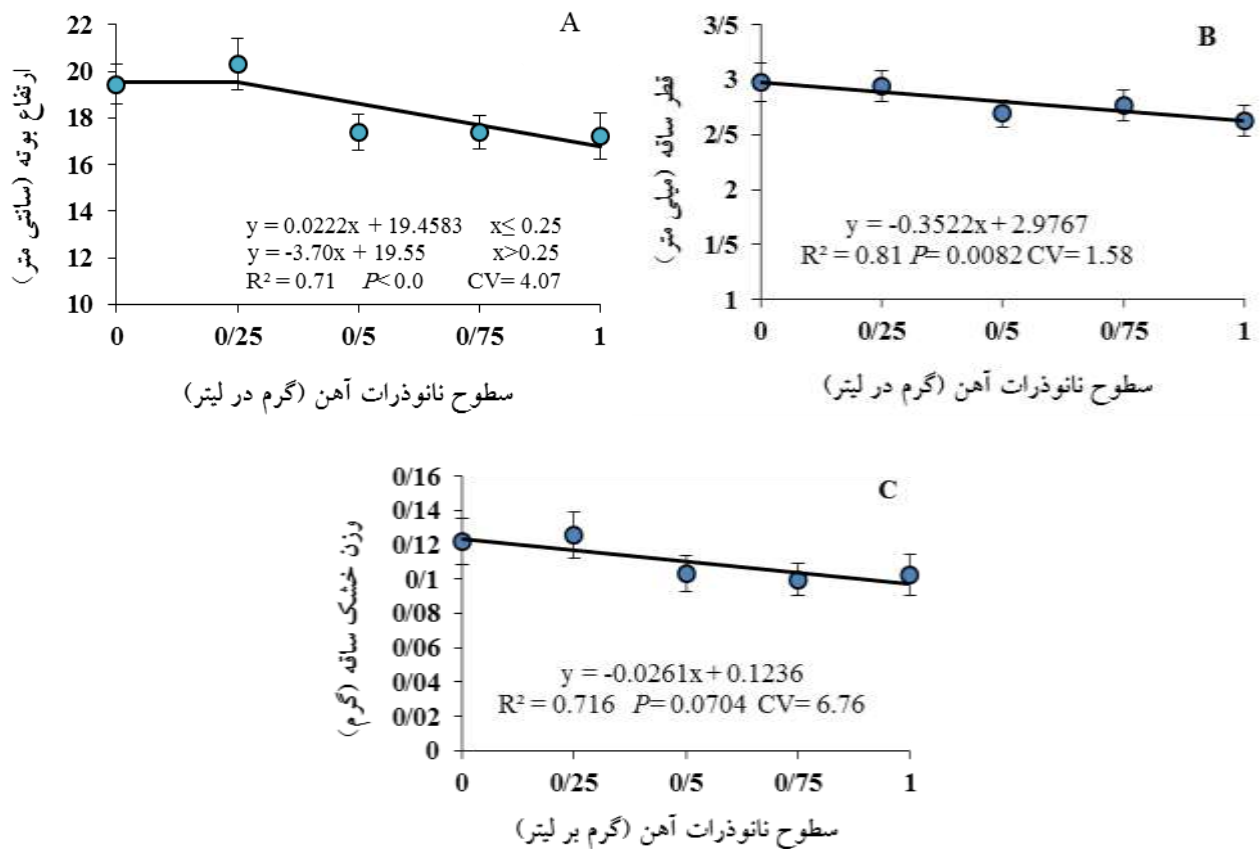 A
ارتفاع بوته (سانتی متر)
22
20
18
16
14
12
10
y = 0.0222x + 19.4583 x≤ 0.25
y = -3.70x + 19.55 x>0.25
R² = 0.71 P<0.0 CV= 4.07
0 0/25 0/5 0/75 1
سطوح نانوذرات آهن (گرم در لیتر)
B
قطر ساقه (میلی متر)
3/5
3
2/5
2
1/5
1
y = -0.3522x + 2.9767
R² = 0.81 P= 0.0082 CV= 1.58
0 0/25 0/5 0/75 1
سطوح نانوذرات آهن (گرم در لیتر)
C
وزن خشک ساقه (گرم)
0/16
0/14
0/12
0/1
0/08
0/06
0/04
0/02
0
y = -0.0261x + 0.1236
R² = 0.716 P= 0.0704 CV= 6.76
0 0/25 0/5 0/75 1
سطوح نانوذرات آهن (گرم بر لیتر)